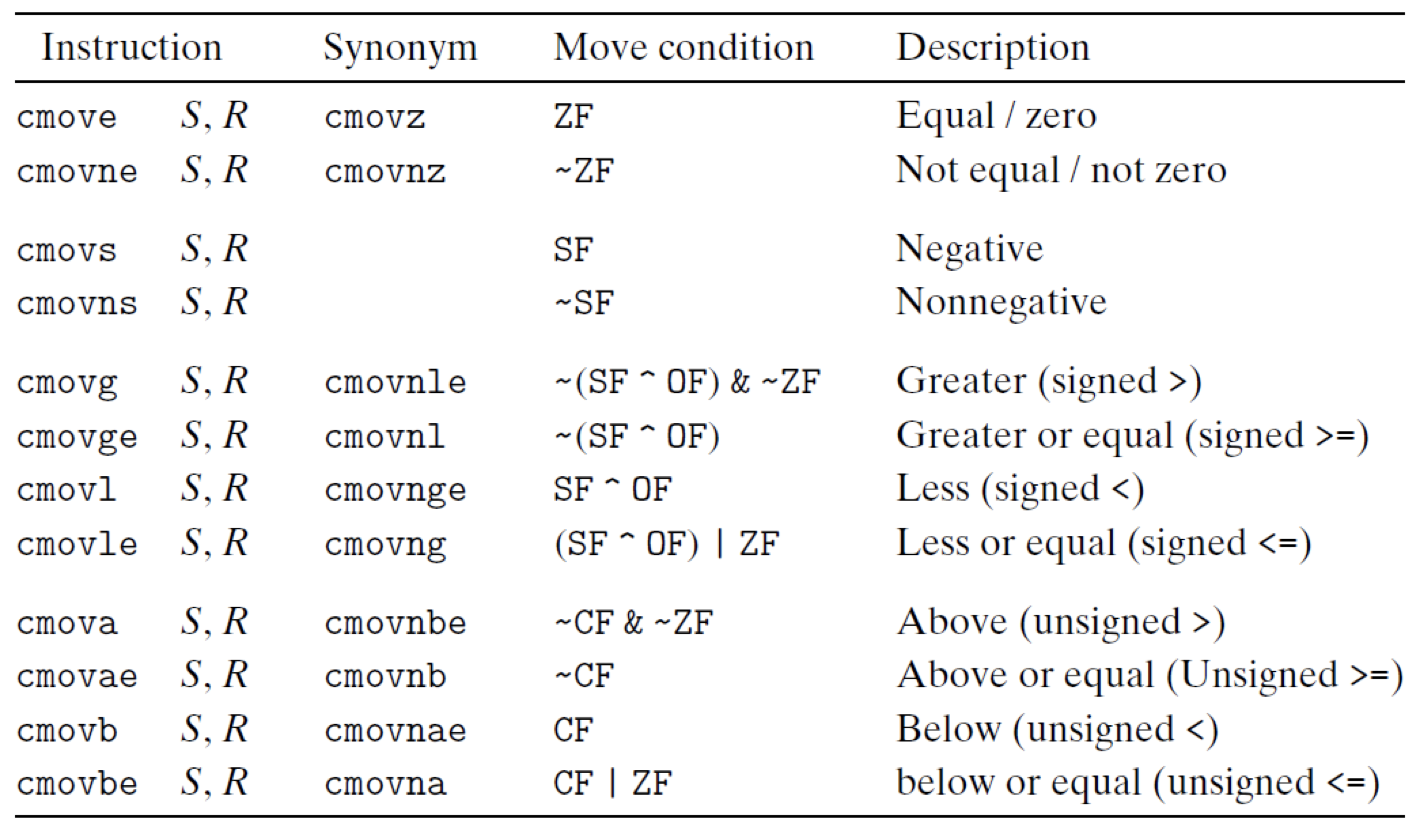 Instruction Synonym Move condition Description
cmove S, R cmovz ZF Equal / zero
cmovne S, R cmovnz ~ZF Not equal / not zero
cmovs S, R SF Negative
cmovns S, R ~SF Nonnegative
cmovg S, R cmovnle ~(SF ^ OF) & ~ZF Greater (signed >)
cmovge S, R cmovnl ~(SF ^ OF) Greater or equal (signed >=)
cmovl S, R cmovnge SF ^ OF Less (signed <)
cmovle S, R cmovng (SF ^ OF) | ZF Less or equal (signed <=)
cmova S, R cmovnbe ~CF & ~ZF Above (unsigned >)
cmovae S, R cmovnb ~CF Above or equal (Unsigned >=)
cmovb S, R cmovnae CF Below (unsigned <)
cmovbe S, R cmovna CF | ZF below or equal (unsigned <=)